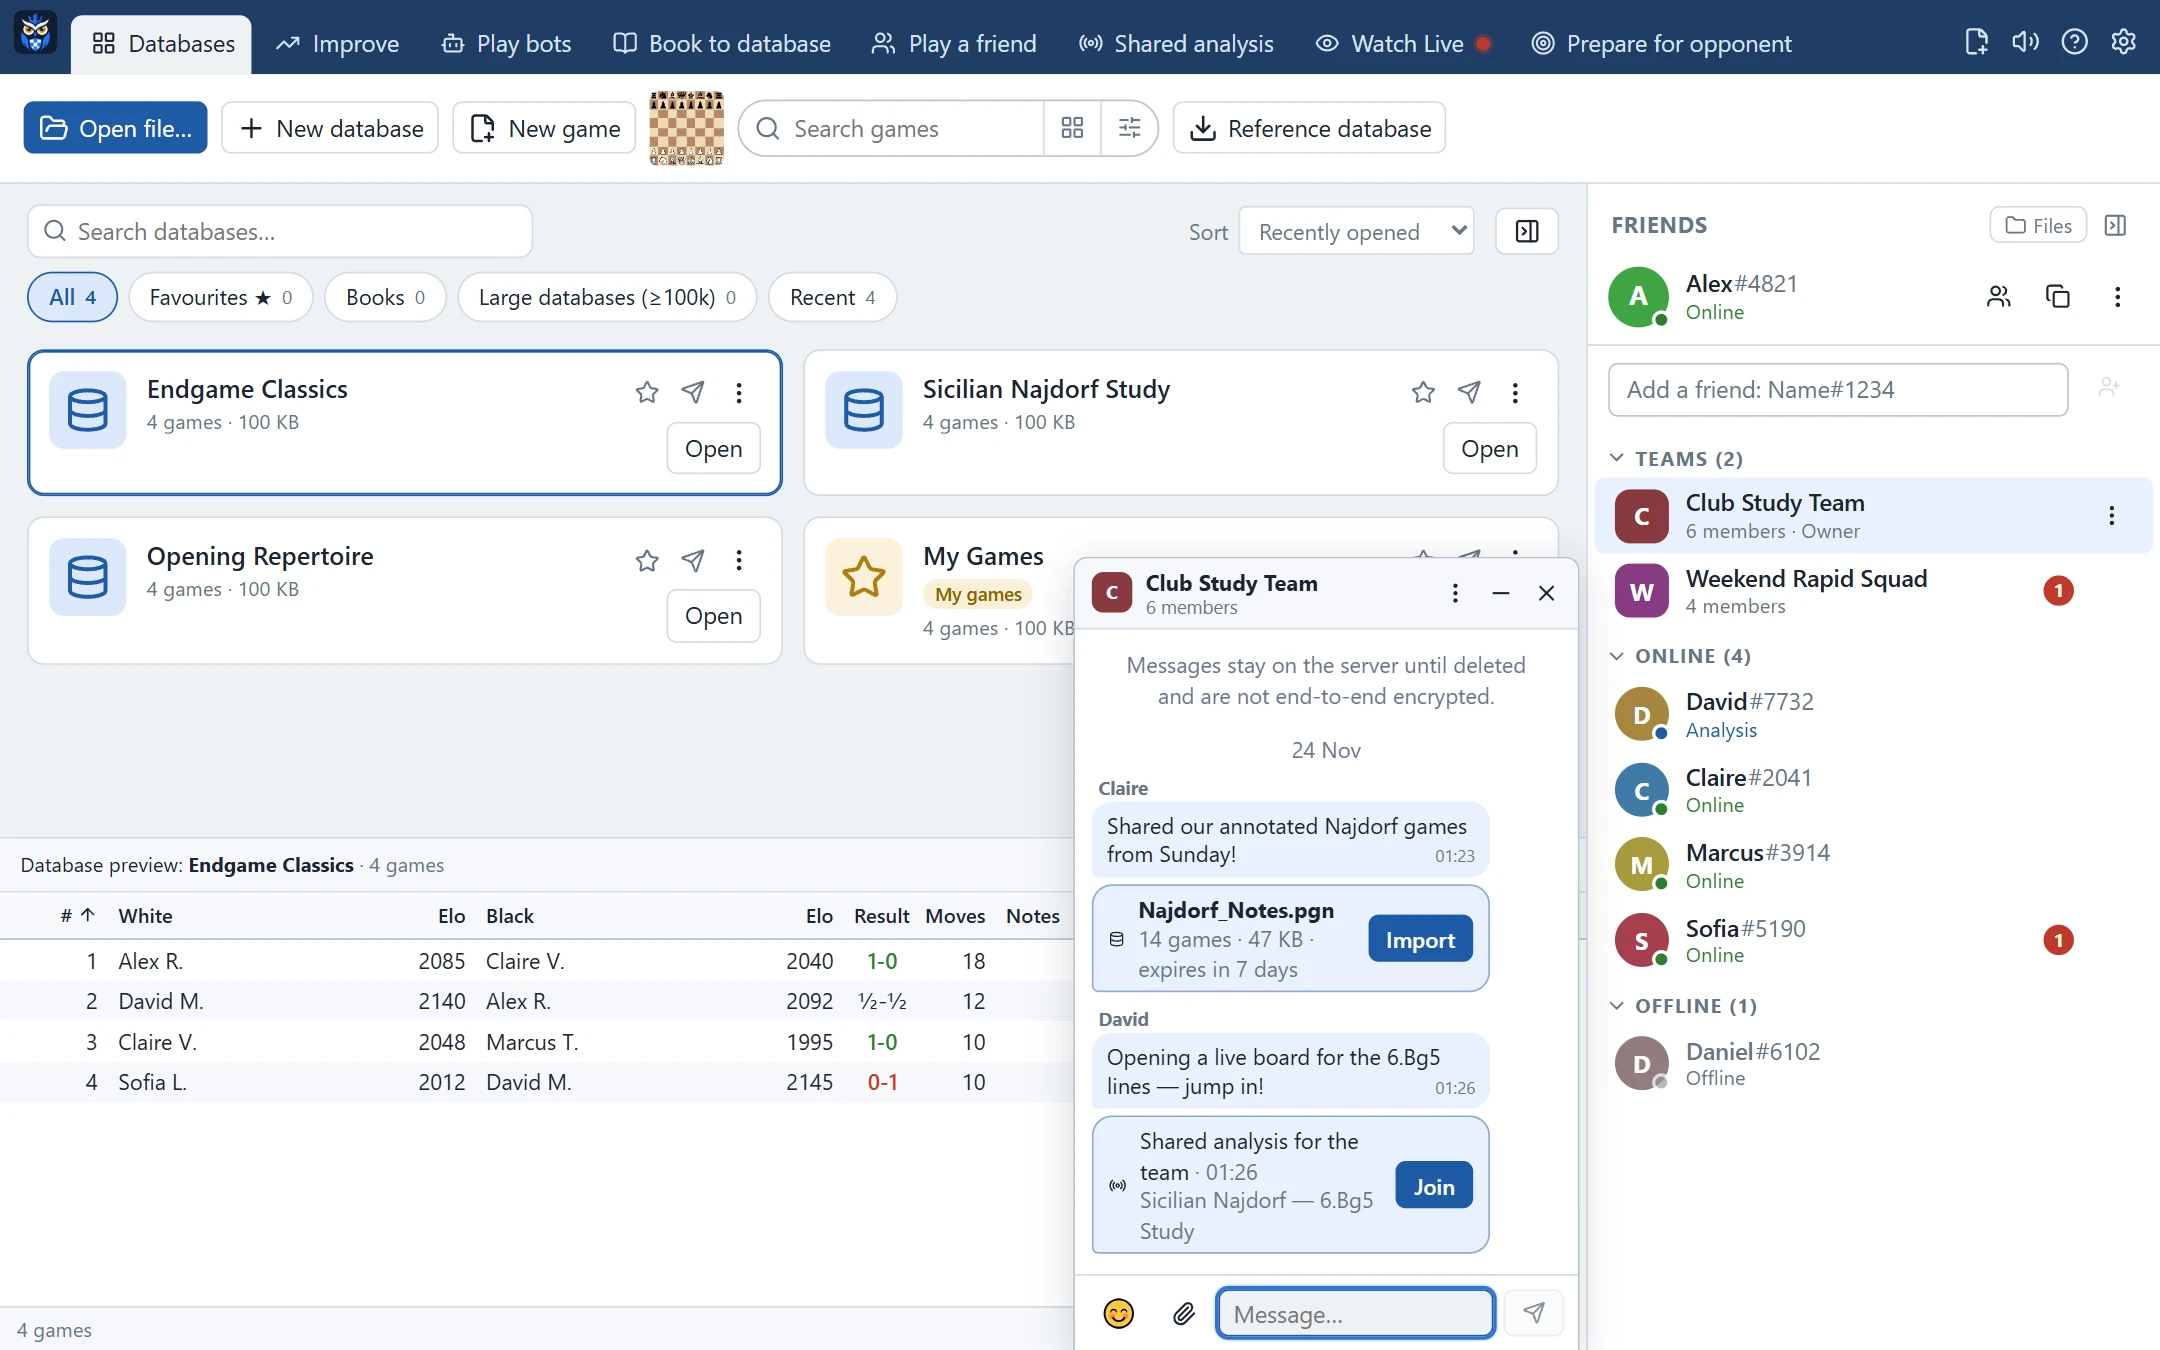 Databases
Improve
Play bots
Book to database
Play a friend
Shared analysis
Watch Live
Prepare for opponent
Open file...
New database
New game
Search games
Reference database
Search databases...
Sort
Recently opened
All 4
Favourites ★ 0
Books 0
Large databases (≥100k) 0
Recent 4
Endgame Classics
4 games · 100 KB
Open
Sicilian Najdorf Study
4 games · 100 KB
Open
Opening Repertoire
4 games · 100 KB
Open
My Games
My games
4 games · 100 KB
Database preview: Endgame Classics · 4 games
# ↑ White Elo Black Elo Result Moves Notes
1 Alex R. 2085 Claire V. 2040 1-0 18
2 David M. 2140 Alex R. 2092 ½-½ 12
3 Claire V. 2048 Marcus T. 1995 1-0 10
4 Sofia L. 2012 David M. 2145 0-1 10
4 games
C
Club Study Team
6 members
Messages stay on the server until deleted
and are not end-to-end encrypted.
24 Nov
Claire
Shared our annotated Najdorf games
from Sunday! 01:23
Najdorf_Notes.pgn
14 games · 47 KB ·
expires in 7 days
Import
David
Opening a live board for the 6.Bg5
lines — jump in! 01:26
Shared analysis for the
team · 01:26
Sicilian Najdorf — 6.Bg5
Study
Join
Message...
FRIENDS
Files
A
Alex#4821
Online
Add a friend: Name#1234
TEAMS (2)
C
Club Study Team
6 members · Owner
W
Weekend Rapid Squad
4 members
1
ONLINE (4)
D
David#7732
Analysis
C
Claire#2041
Online
M
Marcus#3914
Online
S
Sofia#5190
Online
1
OFFLINE (1)
D
Daniel#6102
Offline